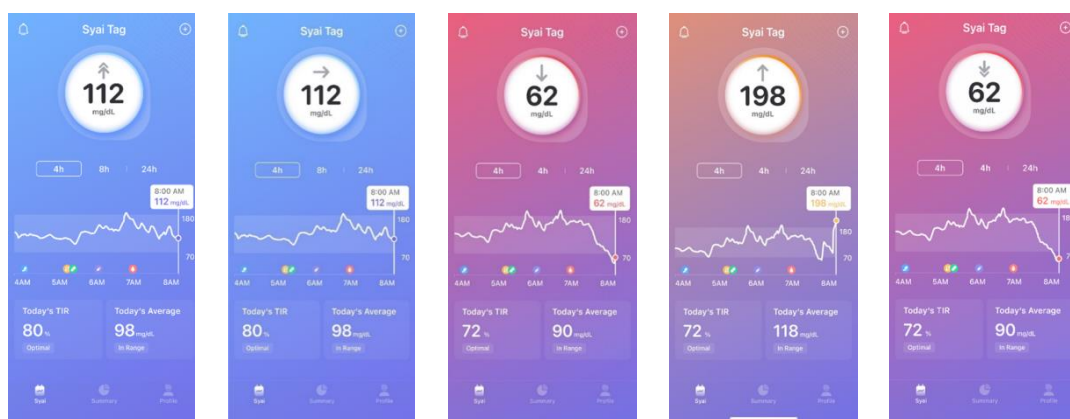 Syai Tag
112
mg/dL
4h 8h 24h
8:00 AM
112 mg/dL
180
70
4AM 5AM 6AM 7AM 8AM
Today's TIR Today's Average
80 % 98 mg/dL
Optimal In Range
Syai Summary Profile
Syai Tag
112
mg/dL
4h 8h 24h
8:00 AM
112 mg/dL
180
70
4AM 5AM 6AM 7AM 8AM
Today's TIR Today's Average
80 % 98 mg/dL
Optimal In Range
Syai Summary Profile
Syai Tag
62
mg/dL
4h 4h 24h
8:00 AM
62 mg/dL
180
70
4AM 5AM 6AM 7AM 8AM
Today's TIR Today's Average
72 % 90 mg/dL
Optimal In Range
Syai Summary Profile
Syai Tag
198
mg/dL
4h 4h 24h
8:00 AM
198 mg/dL
180
70
4AM 5AM 6AM 7AM 8AM
Today's TIR Today's Average
72 % 118 mg/dL
Optimal In Range
Syai Summary Profile
Syai Tag
62
mg/dL
4h 4h 24h
8:00 AM
62 mg/dL
18
70
4AM 5AM 6AM 7AM 8AM
Today's TIR Today's Average
72 % 90 mg/dL
Optimal In Range
Syai Summary Profile